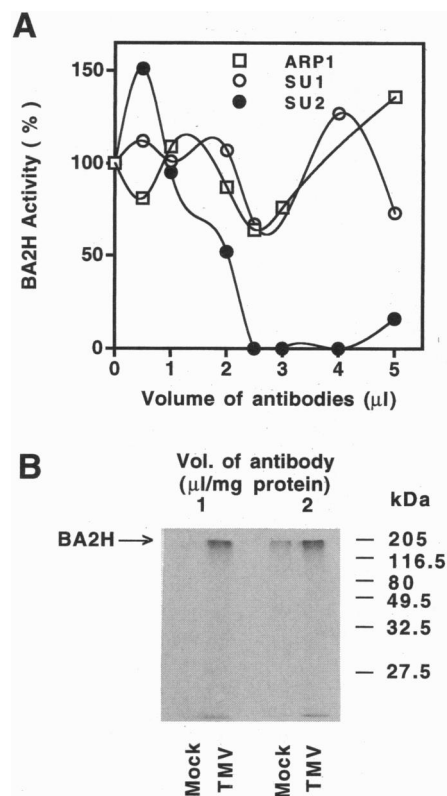 A
BA2H Activity ( % )
150
100
50
0
ARP1
SU1
SU2
0 1 2 3 4 5
Volume of antibodies (µl)
B
Vol. of antibody
(µl/mg protein)
1 2
kDa
BA2H
205
116.5
80
49.5
32.5
27.5
Mock TMV Mock TMV